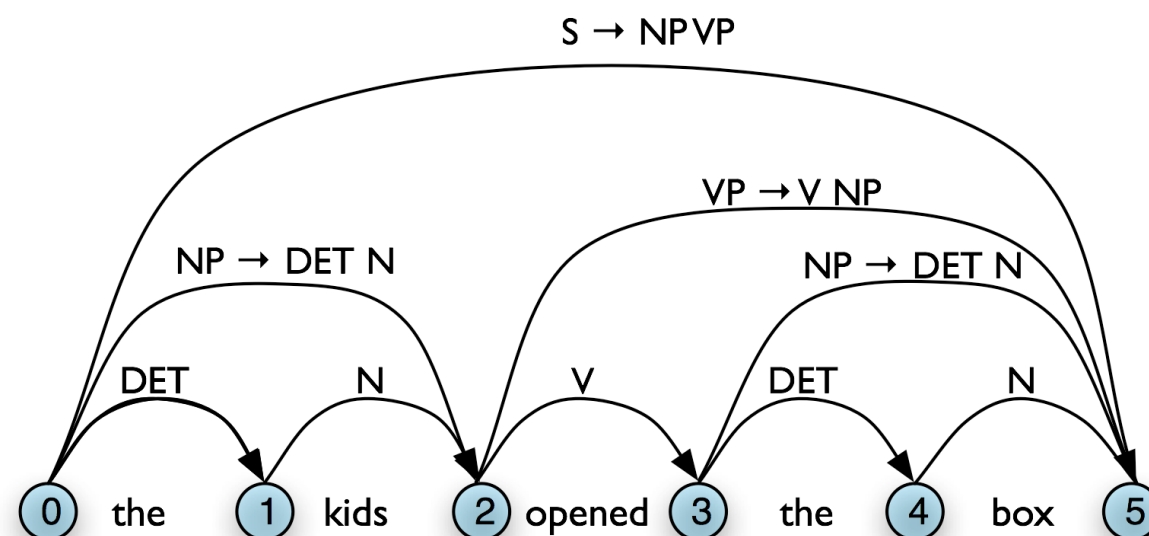 S → NP VP
VP → V NP
NP → DET N
NP → DET N
DET N V DET N
0 the 1 kids 2 opened 3 the 4 box 5